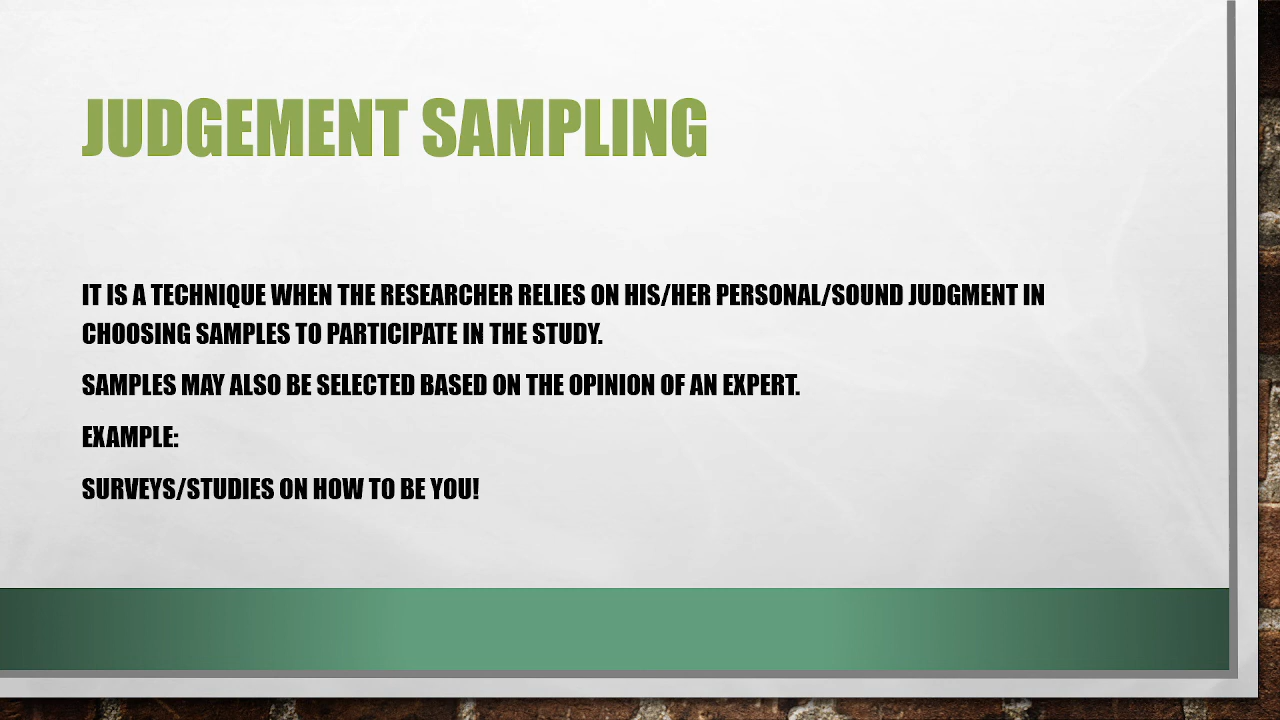 JUDGEMENT SAMPLING
IT IS A TECHNIQUE WHEN THE RESEARCHER RELIES ON HIS/HER PERSONAL/SOUND JUDGMENT IN
CHOOSING SAMPLES TO PARTICIPATE IN THE STUDY.
SAMPLES MAY ALSO BE SELECTED BASED ON THE OPINION OF AN EXPERT.
EXAMPLE:
SURVEYS/STUDIES ON HOW TO BE YOU!